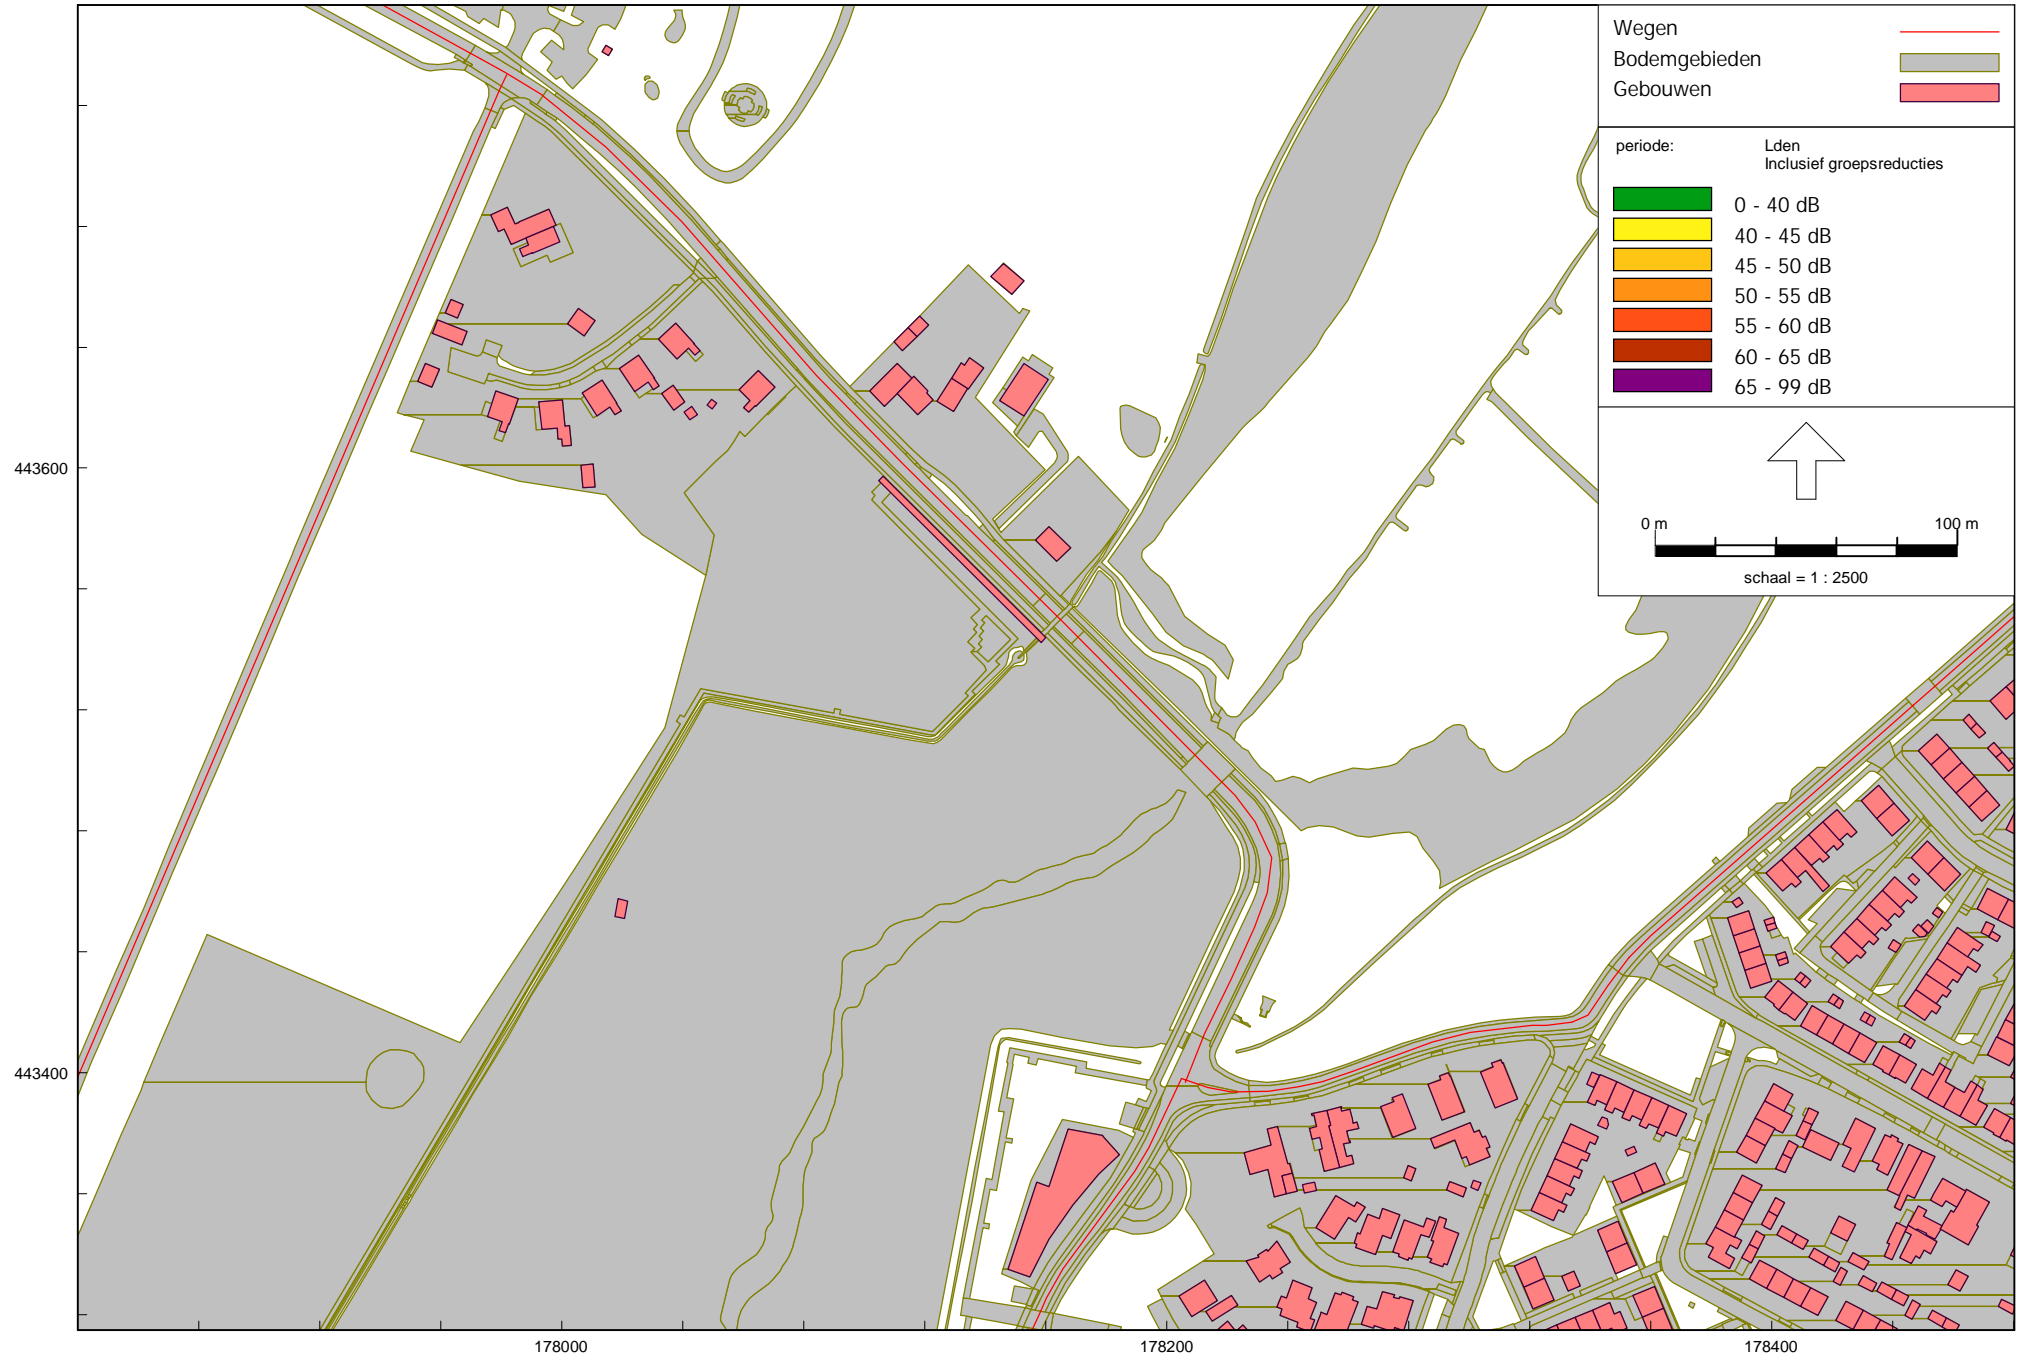 Wegen
Bodemgebieden
Gebouwen
periode: Lden
Inclusief groepsreducties
0 - 40 dB
40 - 45 dB
45 - 50 dB
50 - 55 dB
55 - 60 dB
60 - 65 dB
65 - 99 dB
0 m 100 m
schaal = 1 : 2500
443600
443400
178000 178200 178400